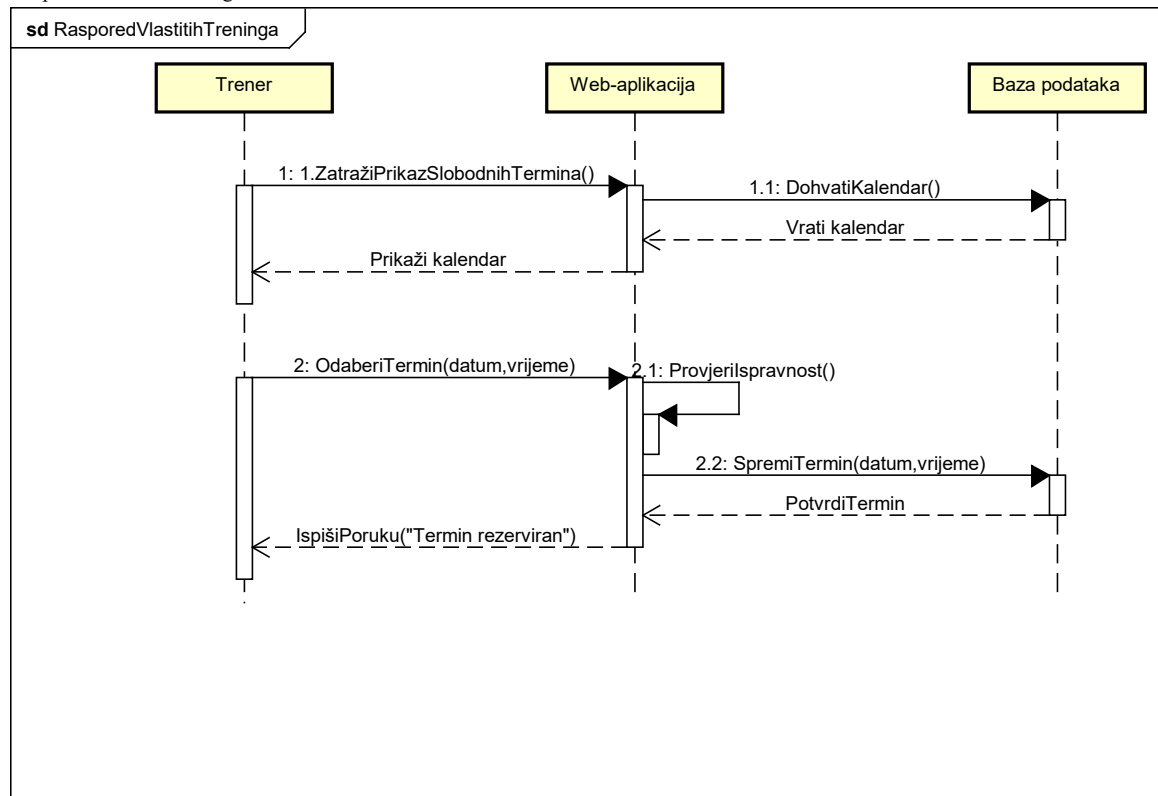 sd RasporedVlastitihTreninga
Trener
Web-aplikacija
Baza podataka
1: 1.ZatražiPrikazSlobodnihTermina()
1.1: DohvatiKalendar()
Vrati kalendar
Prikaži kalendar
2: OdaberiTermin(datum,vrijeme)
2.1: ProvjeriIspravnost()
2.2: SpremiTermin(datum,vrijeme)
PotvrdiTermin
IspišiPoruku("Termin rezerviran")